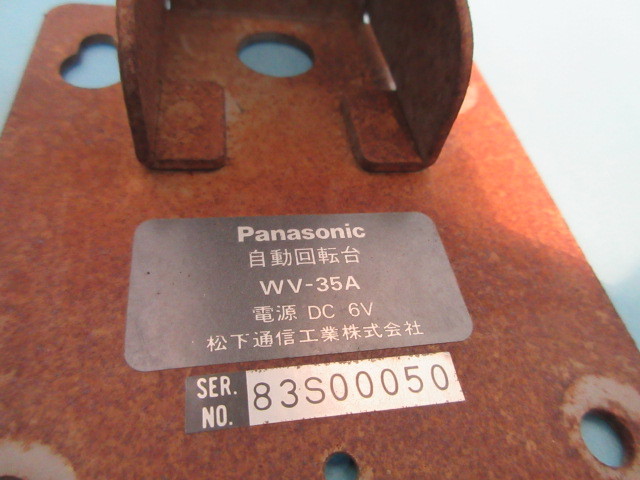 Panasonic
自動回転台
WV-35A
電源 DC 6V
松下通信工業株式会社
SER. NO. 83S00050